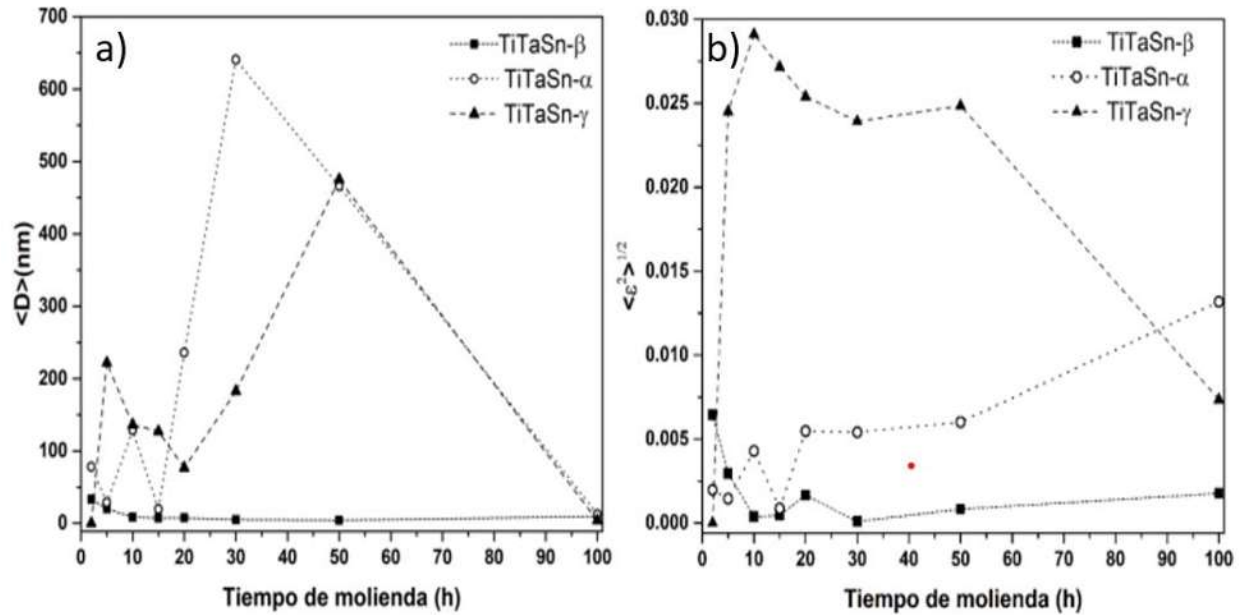 a)
700
600
500
400
300
200
100
0
<D>(nm)
TiTaSn-β
TiTaSn-α
TiTaSn-γ
0 10 20 30 40 50 60 70 80 90 100
Tiempo de molienda (h)
b)
0.030
0.025
0.020
0.015
0.010
0.005
0.000
<ε²>¹/²
TiTaSn-β
TiTaSn-α
TiTaSn-γ
0 10 20 30 40 50 60 70 80 90 100
Tiempo de molienda (h)